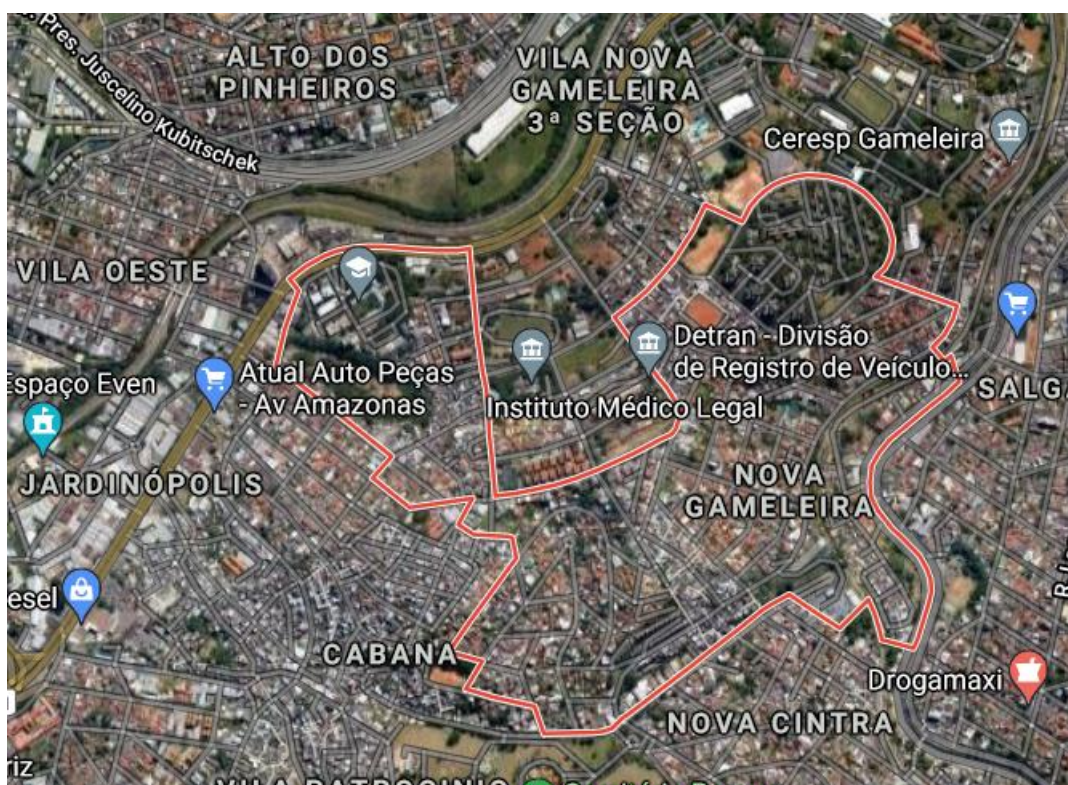 Pres. Juscelino Kubitschek
ALTO DOS
PINHEIROS
VILA NOVA
GAMELEIRA
3ª SEÇÃO
Ceresp Gameleira
VILA OESTE
Detran - Divisão
de Registro de Veículo...
Atual Auto Peças
- Av Amazonas
Espaço Even
Instituto Médico Legal
SALG
JARDINÓPOLIS
NOVA
GAMELEIRA
esel
CABANA
Drogamaxi
NOVA CINTRA
riz